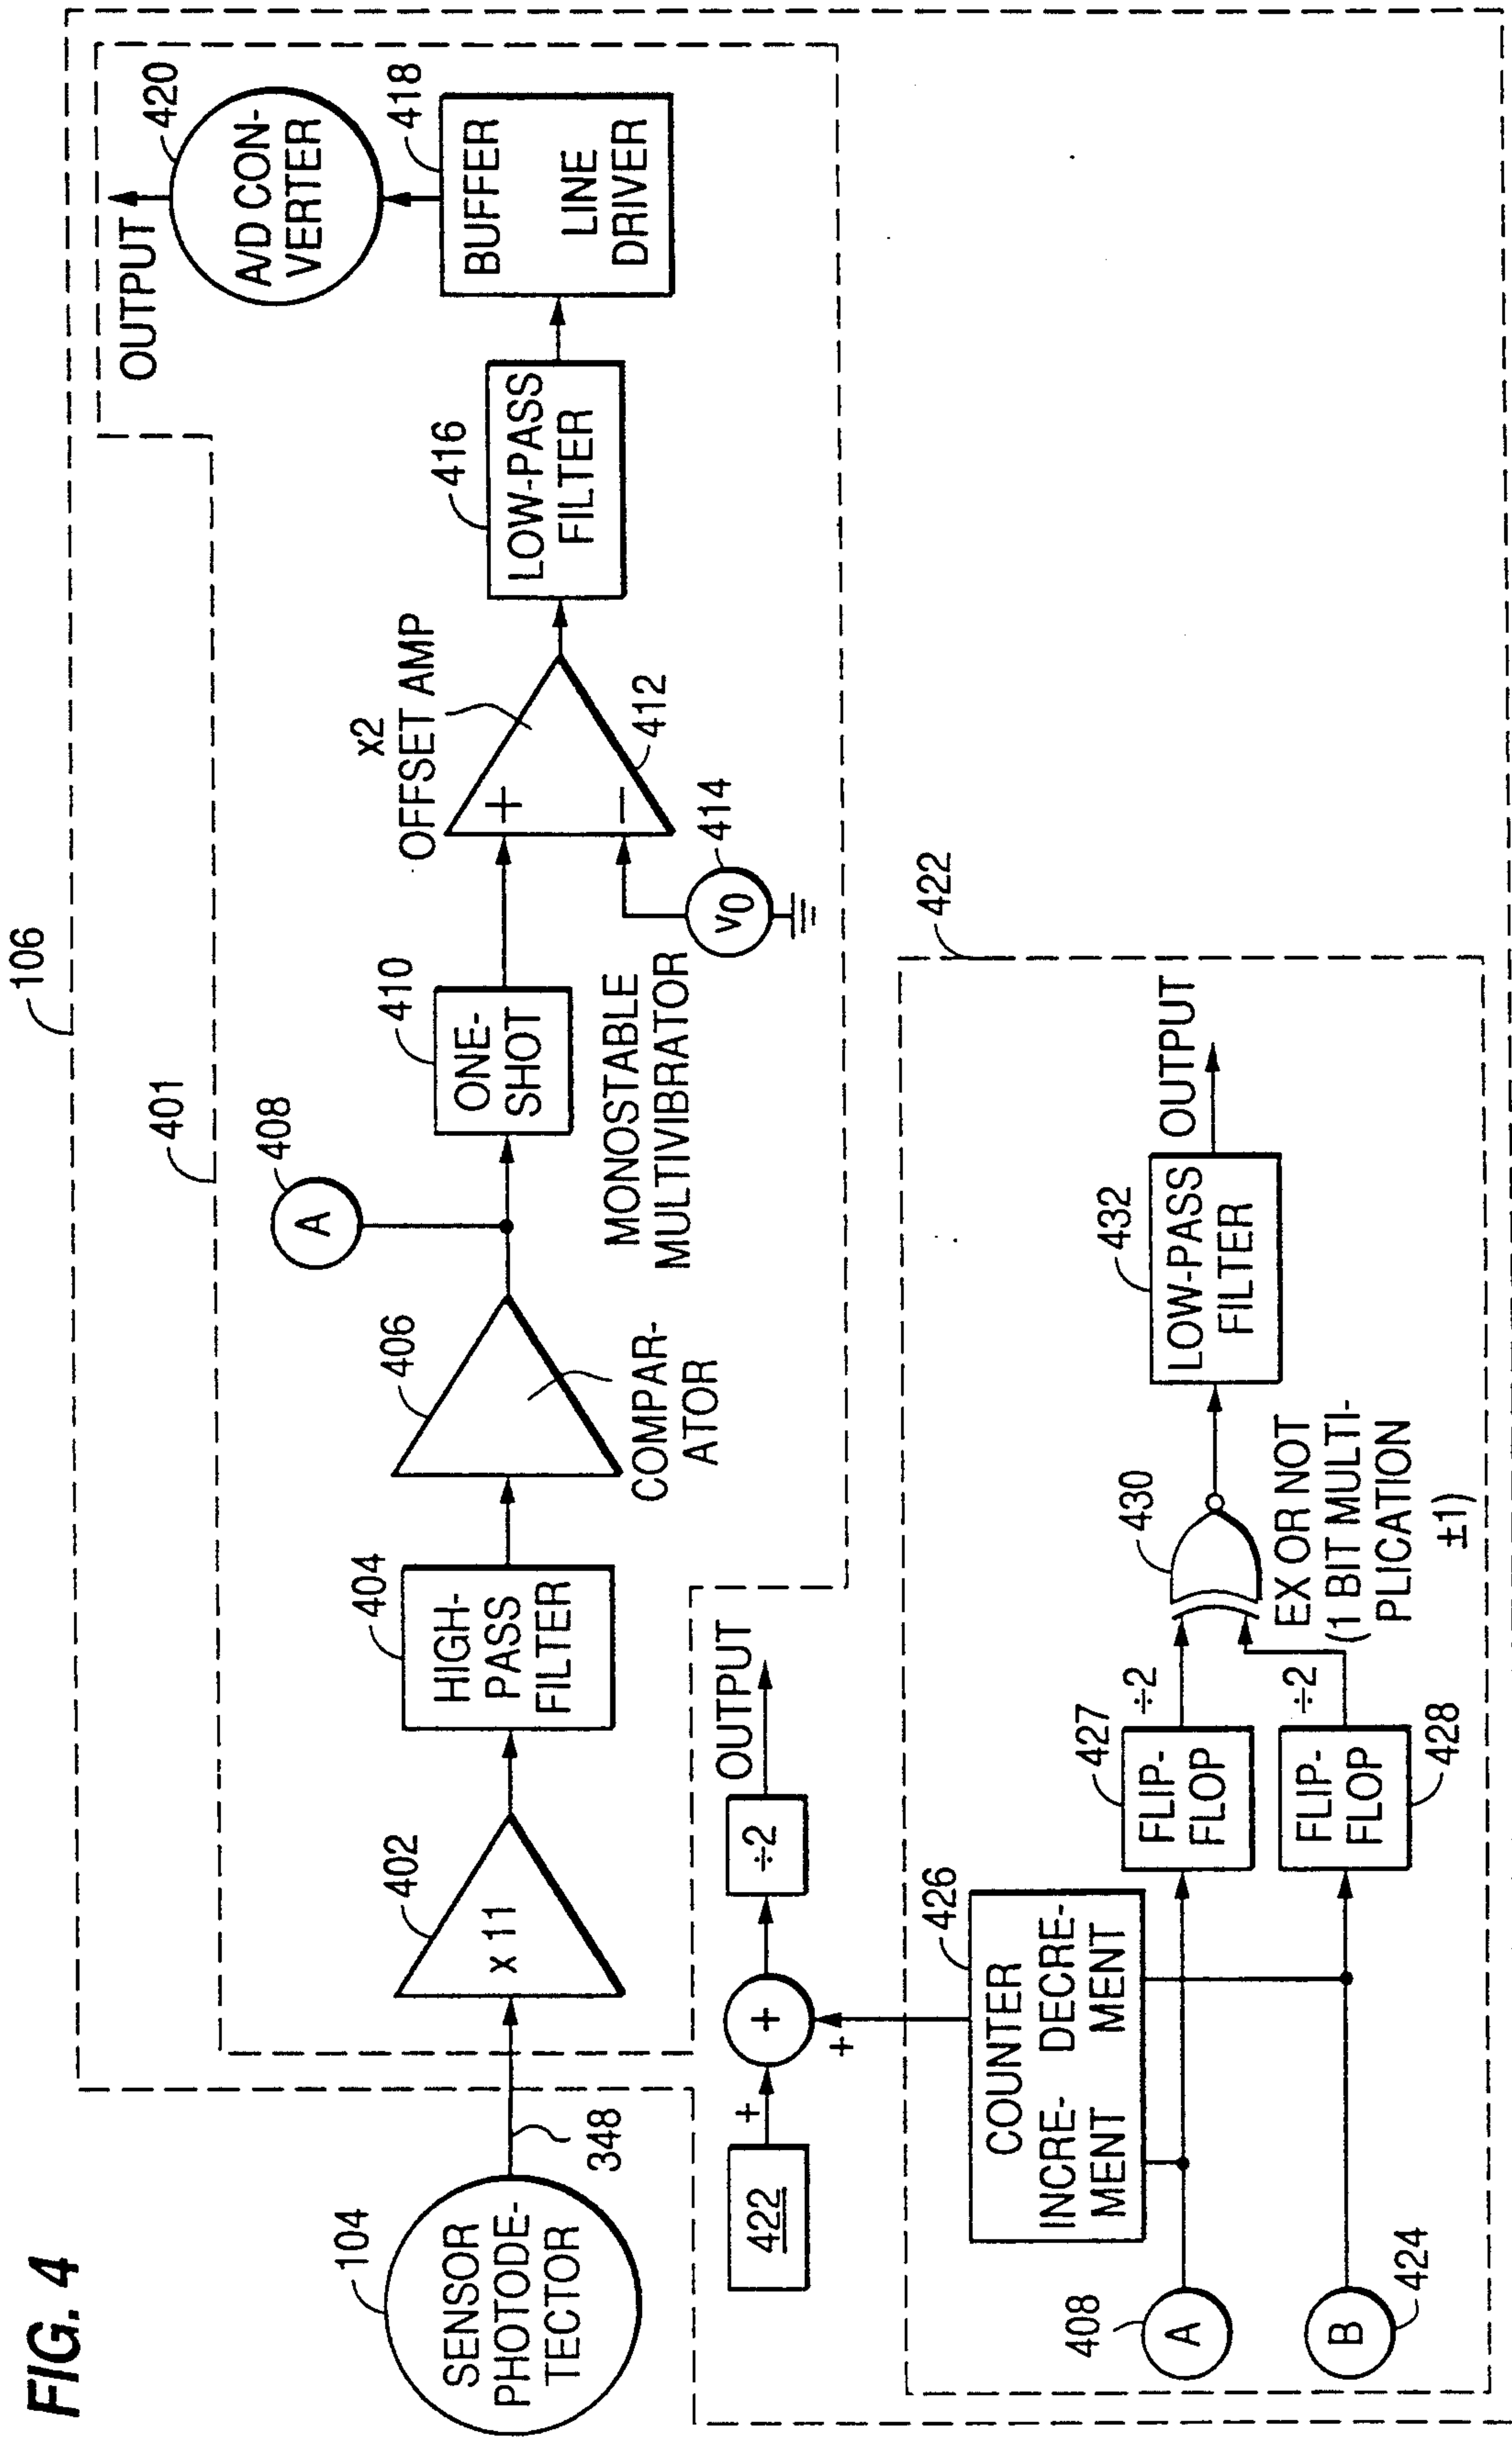 FIG. 4
106
401
104
SENSOR
PHOTODE-
TECTOR
348
402
x 11
404
HIGH-
PASS
FILTER
406
COMPAR-
ATOR
408
A
410
ONE-
SHOT
MONOSTABLE
MULTIVIBRATOR
x2
OFFSET AMP
+
−
412
414
V0
416
LOW-PASS
FILTER
418
BUFFER
LINE
DRIVER
420
A/D CON-
VERTER
OUTPUT
422
+
+
+
÷2
OUTPUT
422
426
COUNTER
INCRE-
MENT
DECRE-
MENT
408
A
B
424
427
FLIP-
FLOP
÷2
FLIP-
FLOP
÷2
428
430
EX OR NOT
(1 BIT MULTI-
PLICATION
±1)
432
LOW-PASS
FILTER
OUTPUT